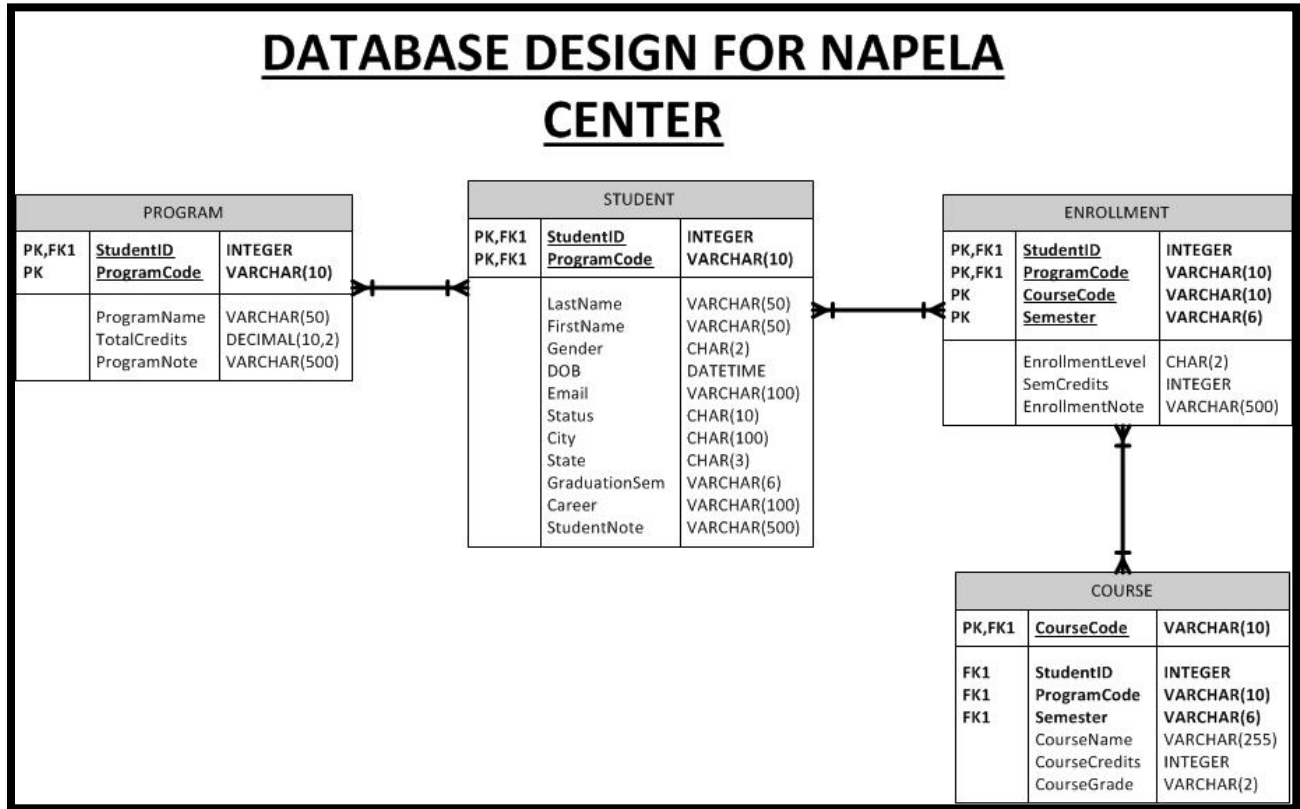 DATABASE DESIGN FOR NAPELA
CENTER
PROGRAM
PK,FK1 StudentID INTEGER
PK ProgramCode VARCHAR(10)
ProgramName VARCHAR(50)
TotalCredits DECIMAL(10,2)
ProgramNote VARCHAR(500)
STUDENT
PK,FK1 StudentID INTEGER
PK,FK1 ProgramCode VARCHAR(10)
LastName VARCHAR(50)
FirstName VARCHAR(50)
Gender CHAR(2)
DOB DATETIME
Email VARCHAR(100)
Status CHAR(10)
City CHAR(100)
State CHAR(3)
GraduationSem VARCHAR(6)
Career VARCHAR(100)
StudentNote VARCHAR(500)
ENROLLMENT
PK,FK1 StudentID INTEGER
PK,FK1 ProgramCode VARCHAR(10)
PK CourseCode VARCHAR(10)
PK Semester VARCHAR(6)
EnrollmentLevel CHAR(2)
SemCredits INTEGER
EnrollmentNote VARCHAR(500)
COURSE
PK,FK1 CourseCode VARCHAR(10)
FK1 StudentID INTEGER
FK1 ProgramCode VARCHAR(10)
FK1 Semester VARCHAR(6)
CourseName VARCHAR(255)
CourseCredits INTEGER
CourseGrade VARCHAR(2)